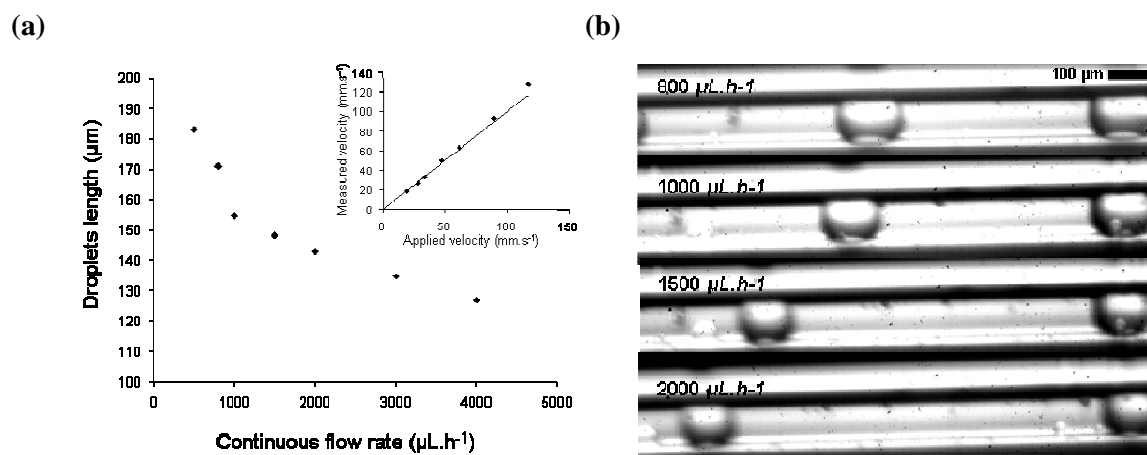 (a)
(b)
Droplets length (µm)
200
190
180
170
160
150
140
130
120
110
100
0
1000
2000
3000
4000
5000
Continuous flow rate (µL.h⁻¹)
Measured velocity (mm.s⁻¹)
140
120
100
80
60
40
20
0
0
50
100
150
Applied velocity (mm.s⁻¹)
800 µL.h-1
100 µm
1000 µL.h-1
1500 µL.h-1
2000 µL.h-1